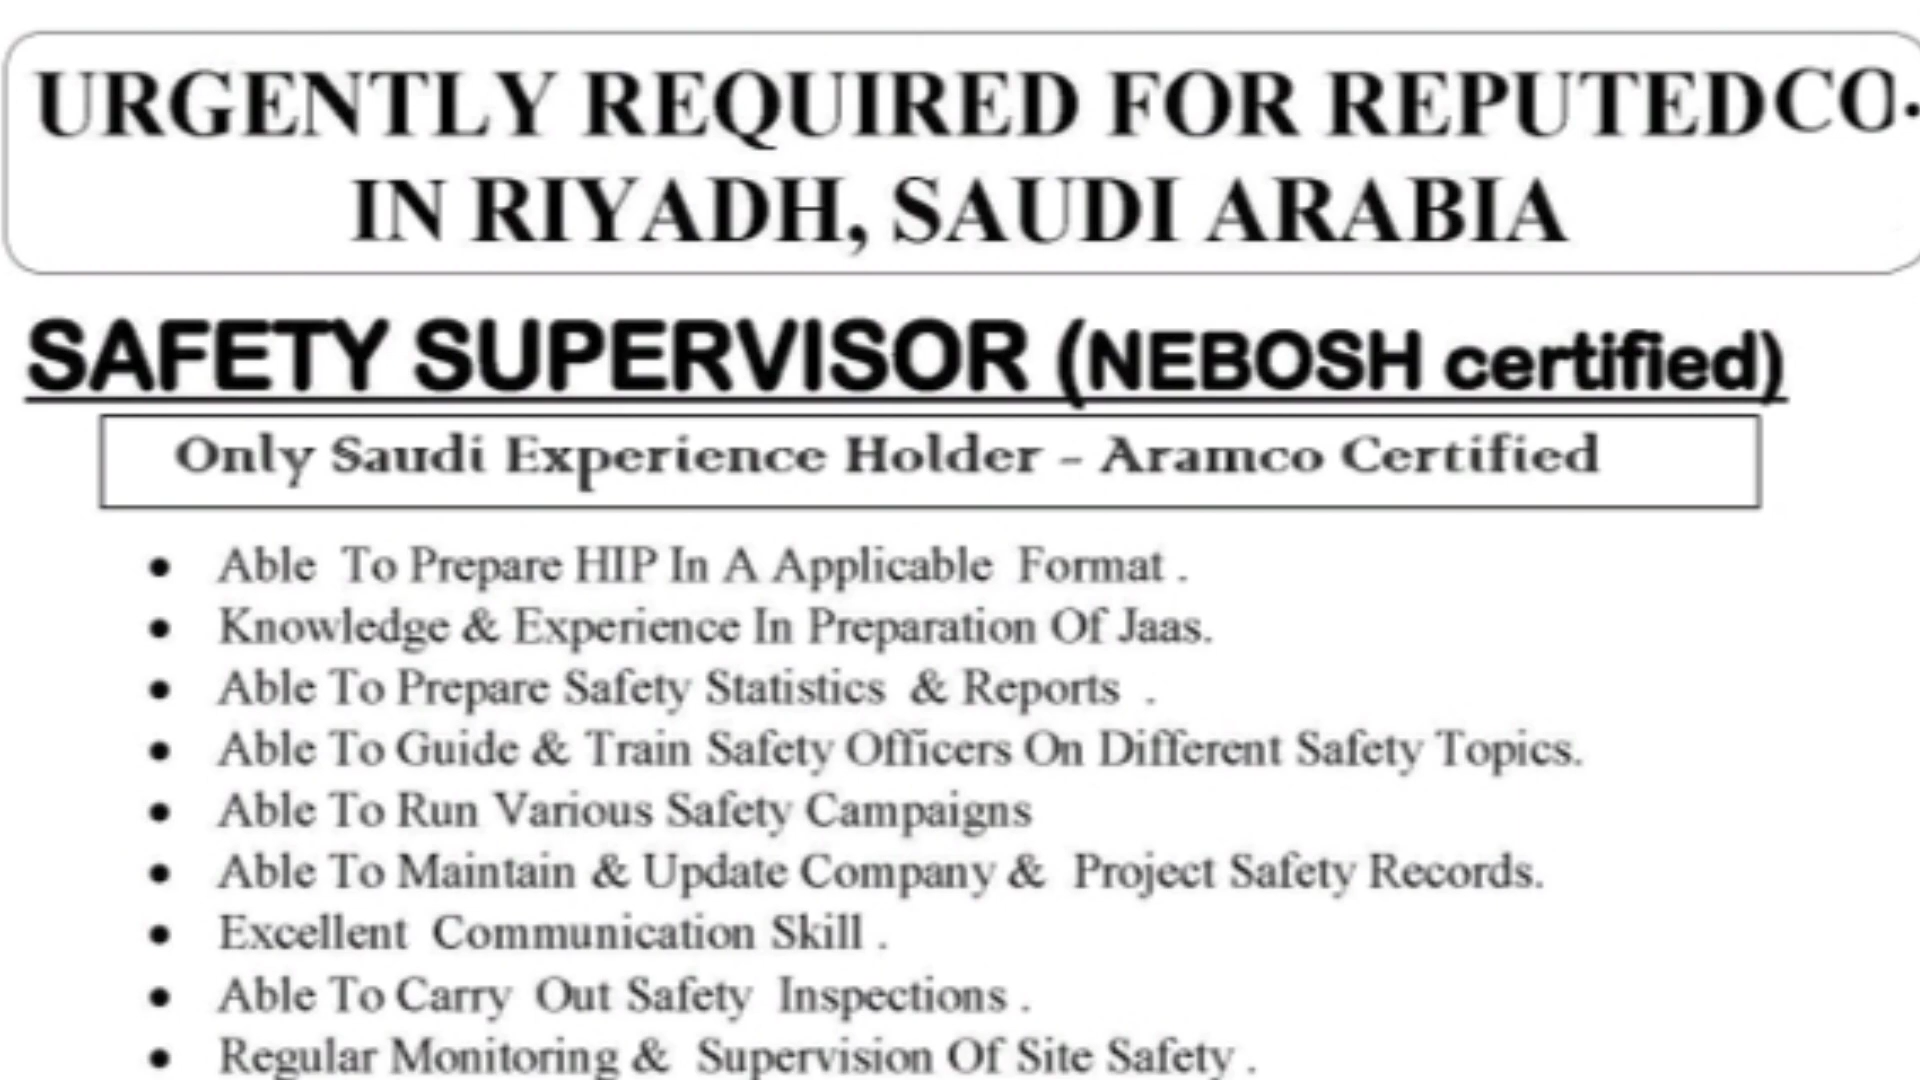 URGENTLY REQUIRED FOR REPUTED CO.
IN RIYADH, SAUDI ARABIA
SAFETY SUPERVISOR (NEBOSH certified)
Only Saudi Experience Holder - Aramco Certified
• Able To Prepare HIP In A Applicable Format .
• Knowledge & Experience In Preparation Of Jaas.
• Able To Prepare Safety Statistics & Reports .
• Able To Guide & Train Safety Officers On Different Safety Topics.
• Able To Run Various Safety Campaigns
• Able To Maintain & Update Company & Project Safety Records.
• Excellent Communication Skill .
• Able To Carry Out Safety Inspections .
• Regular Monitoring & Supervision Of Site Safety .